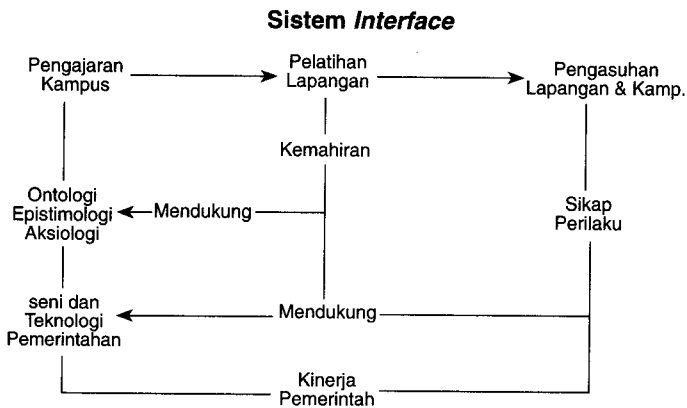 Sistem Interface
Pengajaran
Kampus
Pelatihan
Lapangan
Pengasuhan
Lapangan & Kamp.
Kemahiran
Ontologi
Epistimologi
Aksiologi
Mendukung
Sikap
Perilaku
seni dan
Teknologi
Pemerintahan
Mendukung
Kinerja
Pemerintah